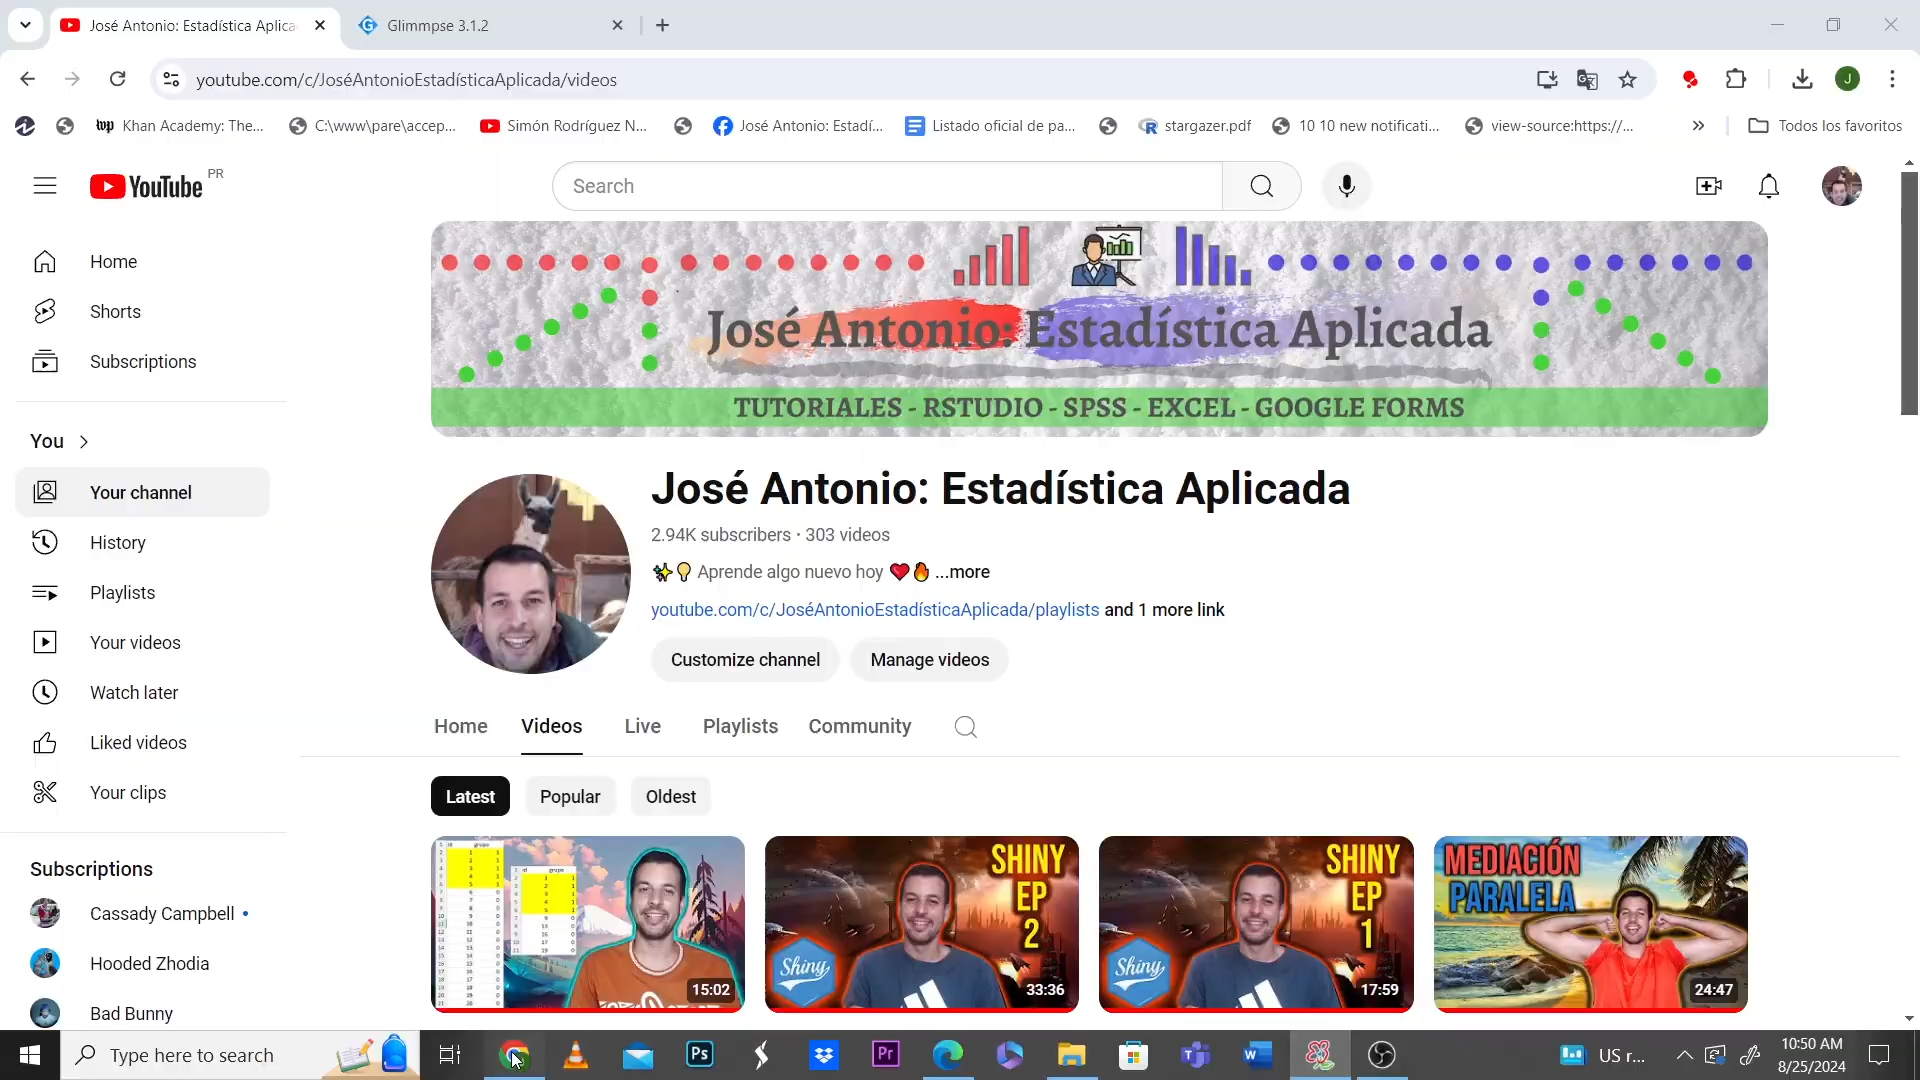 José Antonio: Estadística Aplica
Glimmpse 3.1.2
youtube.com/c/JoséAntonioEstadísticaAplicada/videos
Khan Academy: The...
C:\www\pare\accep...
Simón Rodríguez N...
José Antonio: Estadí...
Listado oficial de pa...
stargazer.pdf
10 10 new notificati...
view-source:https://...
Todos los favoritos
YouTube PR
Search
Home
Shorts
Subscriptions
You
Your channel
History
Playlists
Your videos
Watch later
Liked videos
Your clips
Subscriptions
Cassady Campbell
Hooded Zhodia
Bad Bunny
José Antonio: Estadística Aplicada
TUTORIALES - RSTUDIO - SPSS - EXCEL - GOOGLE FORMS
José Antonio: Estadística Aplicada
2.94K subscribers · 303 videos
Aprende algo nuevo hoy ...more
youtube.com/c/JoséAntonioEstadísticaAplicada/playlists and 1 more link
Customize channel
Manage videos
Home
Videos
Live
Playlists
Community
Latest
Popular
Oldest
id grupo
id grupo
15:02
SHINY
EP
2
Shiny
33:36
SHINY
EP
1
Shiny
17:59
MEDIACIÓN
PARALELA
24:47
Type here to search
Ps
Pr
US r...
10:50 AM
8/25/2024